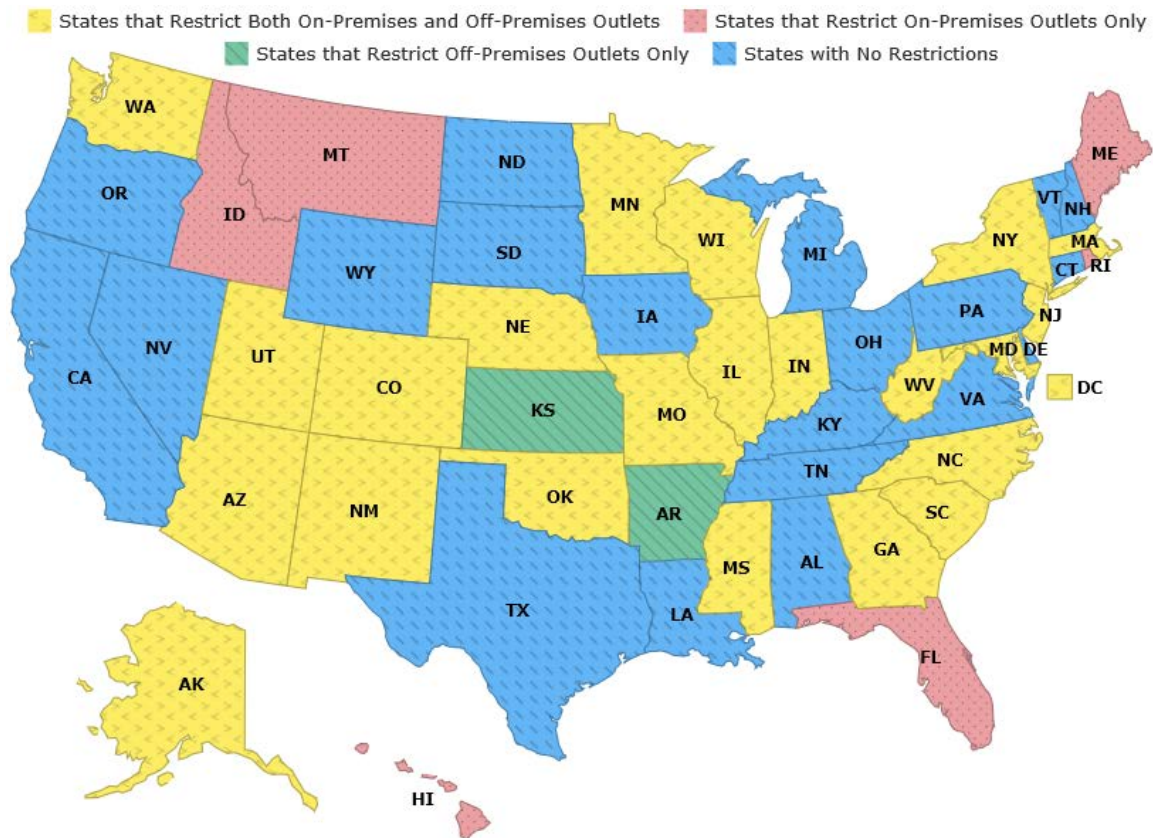 States that Restrict Both On-Premises and Off-Premises Outlets
States that Restrict On-Premises Outlets Only
States that Restrict Off-Premises Outlets Only
States with No Restrictions
WA
MT
ND
ME
OR
ID
MN
VT
NH
WI
NY
MA
WY
SD
MI
CT
RI
IA
PA
NJ
NE
NV
UT
OH
MD
DE
CA
CO
IL
IN
WV
DC
KS
MO
KY
VA
TN
NC
AZ
NM
OK
AR
SC
MS
AL
GA
TX
LA
FL
AK
HI